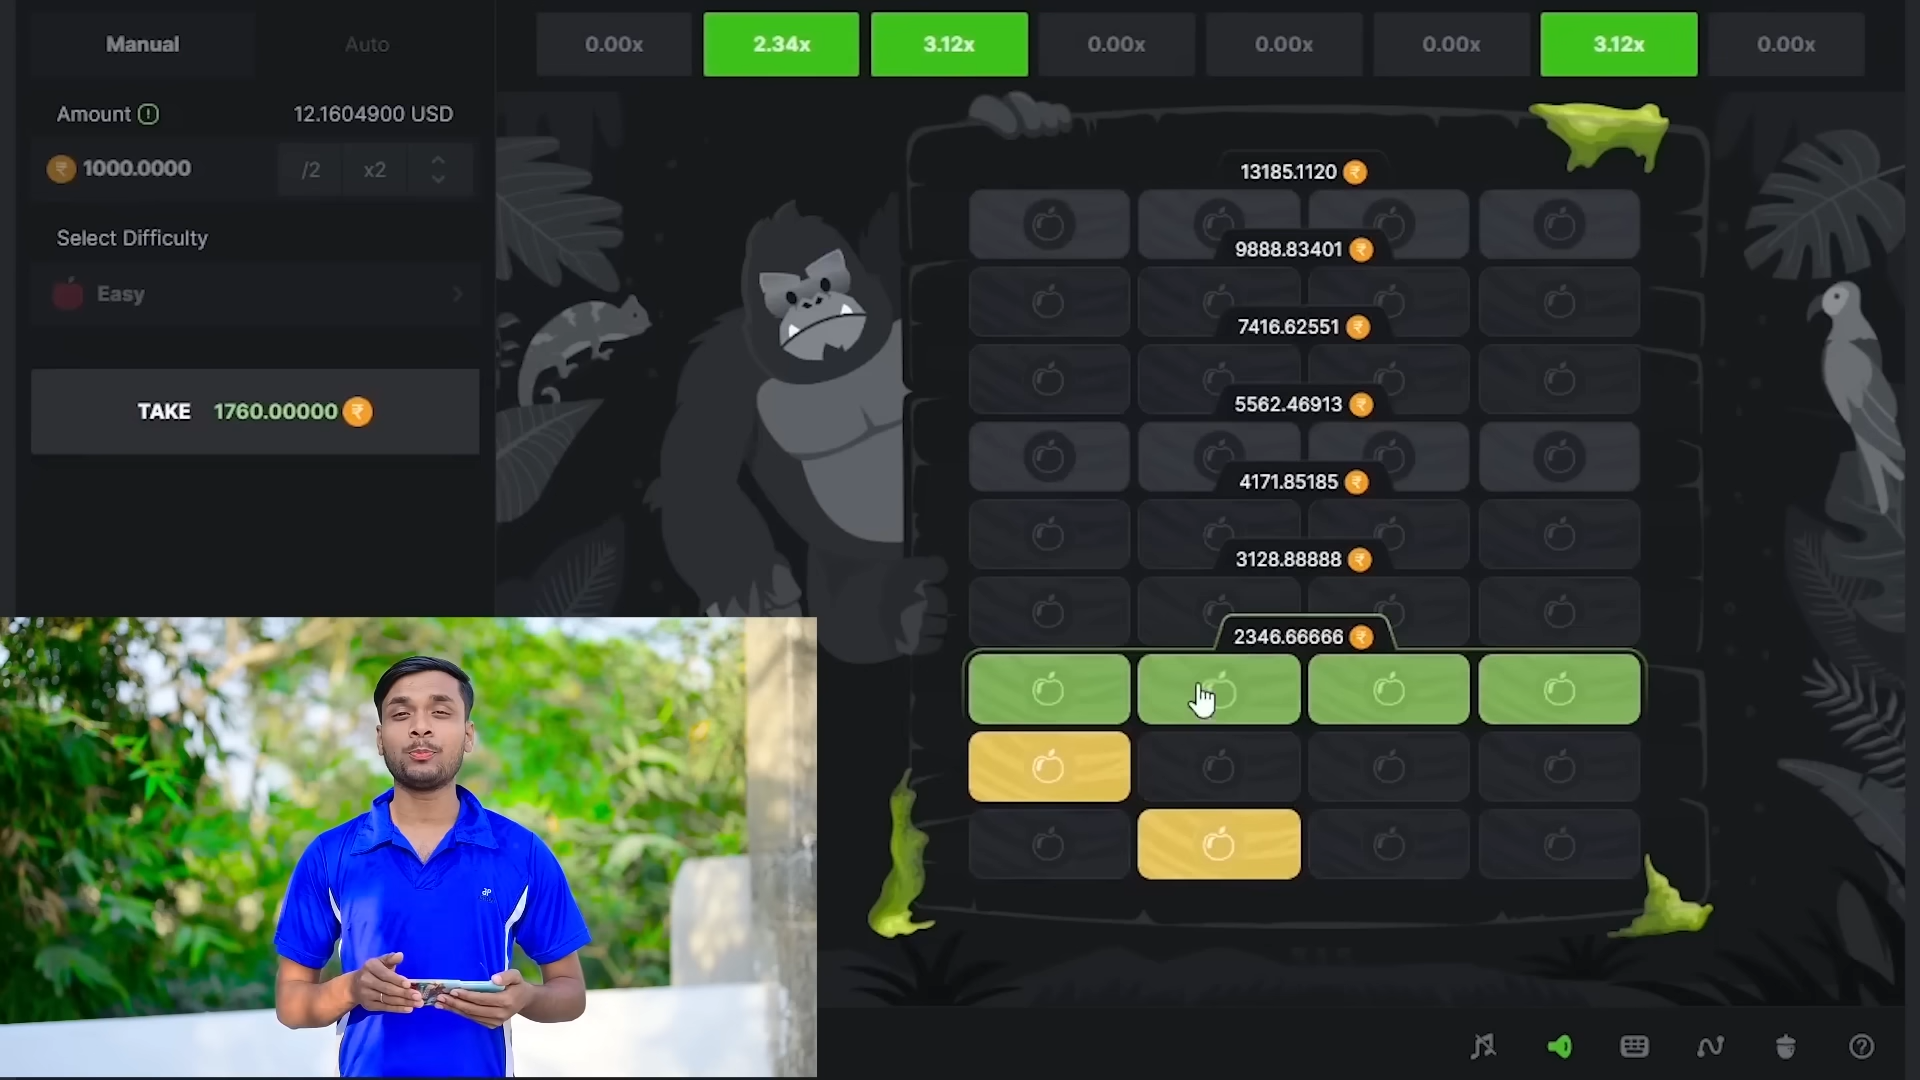 Manual Auto
0.00x 2.34x 3.12x 0.00x 0.00x 0.00x 3.12x 0.00x
Amount 12.1604900 USD
1000.0000 /2 x2
Select Difficulty
Easy
TAKE 1760.00000
13185.1120
9888.83401
7416.62551
5562.46913
4171.85185
3128.88888
2346.66666